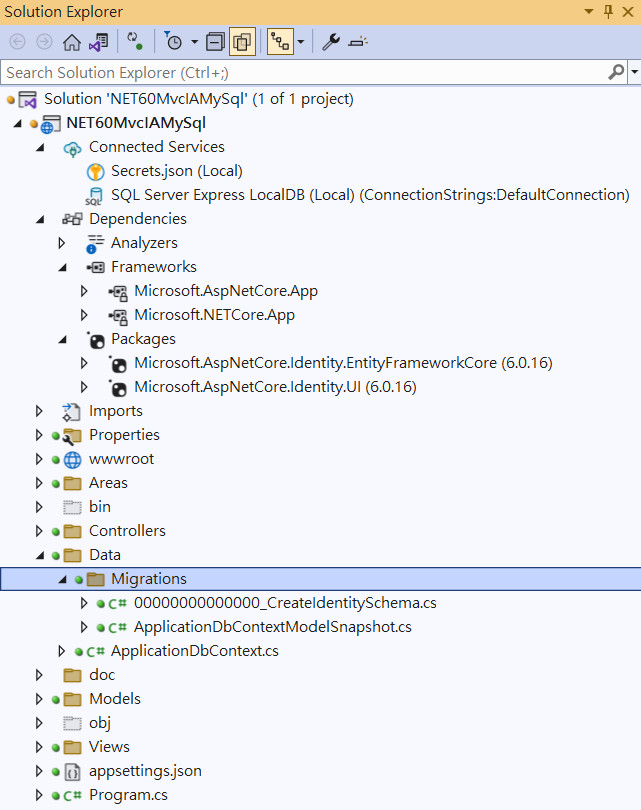 Solution Explorer
Search Solution Explorer (Ctrl+;)
Solution 'NET60MvcIAMySql' (1 of 1 project)
NET60MvcIAMySql
Connected Services
Secrets.json (Local)
SQL Server Express LocalDB (Local) (ConnectionStrings:DefaultConnection)
Dependencies
Analyzers
Frameworks
Microsoft.AspNetCore.App
Microsoft.NETCore.App
Packages
Microsoft.AspNetCore.Identity.EntityFrameworkCore (6.0.16)
Microsoft.AspNetCore.Identity.UI (6.0.16)
Imports
Properties
wwwroot
Areas
bin
Controllers
Data
Migrations
C# 00000000000000_CreateIdentitySchema.cs
C# ApplicationDbContextModelSnapshot.cs
C# ApplicationDbContext.cs
doc
Models
obj
Views
appsettings.json
C# Program.cs